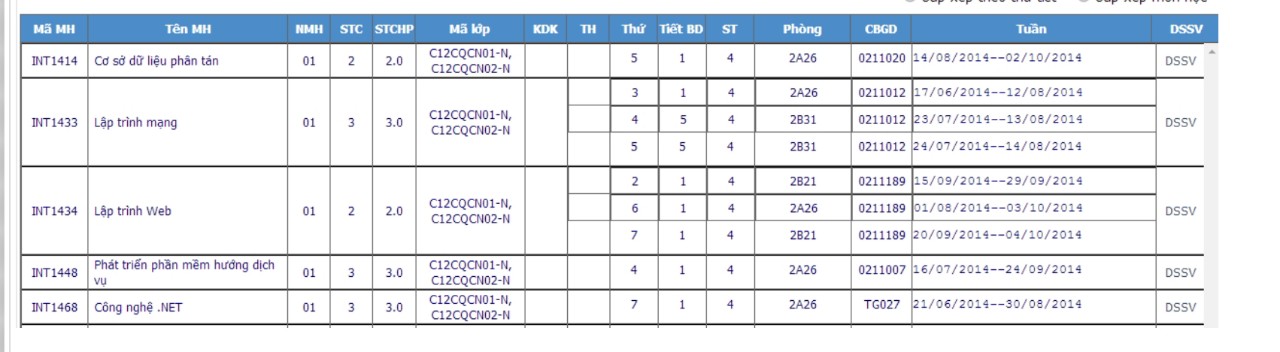 Sắp xếp theo thứ tiết Sắp xếp môn học
Mã MH Tên MH NMH STC STCHP Mã lớp KDK TH Thứ Tiết BD ST Phòng CBGD Tuần DSSV
INT1414 Cơ sở dữ liệu phân tán 01 2 2.0 C12CQCN01-N, C12CQCN02-N 5 1 4 2A26 0211020 14/08/2014--02/10/2014 DSSV
INT1433 Lập trình mạng 01 3 3.0 C12CQCN01-N, C12CQCN02-N 3 1 4 2A26 0211012 17/06/2014--12/08/2014 DSSV
4 5 4 2B31 0211012 23/07/2014--13/08/2014
5 5 4 2B31 0211012 24/07/2014--14/08/2014
INT1434 Lập trình Web 01 2 2.0 C12CQCN01-N, C12CQCN02-N 2 1 4 2B21 0211189 15/09/2014--29/09/2014 DSSV
6 1 4 2A26 0211189 01/08/2014--03/10/2014
7 1 4 2B21 0211189 20/09/2014--04/10/2014
INT1448 Phát triển phần mềm hướng dịch vụ 01 3 3.0 C12CQCN01-N, C12CQCN02-N 4 1 4 2A26 0211007 16/07/2014--24/09/2014 DSSV
INT1468 Công nghệ .NET 01 3 3.0 C12CQCN01-N, C12CQCN02-N 7 1 4 2A26 TG027 21/06/2014--30/08/2014 DSSV